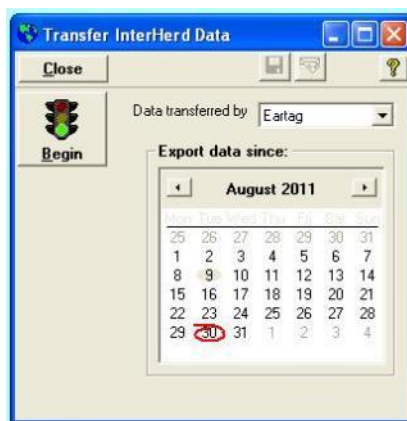 Transfer InterHerd Data
Close
?
Begin
Data transferred by Eartag
Export data since:
August 2011
Mon Tue Wed Thu Fri Sat Sun
25 26 27 28 29 30 31
1 2 3 4 5 6 7
8 9 10 11 12 13 14
15 16 17 18 19 20 21
22 23 24 25 26 27 28
29 30 31 1 2 3 4